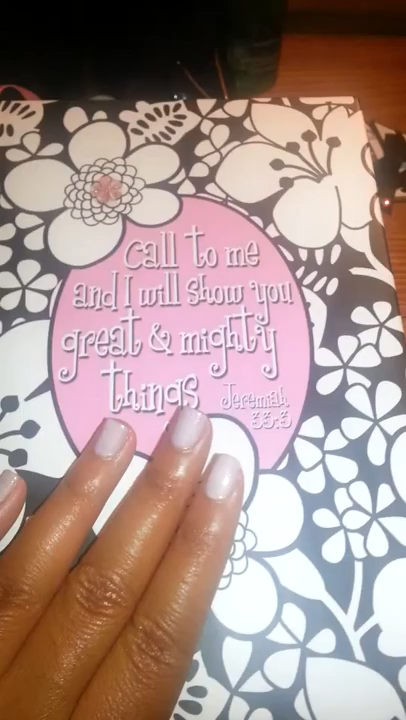 Call to me
and I will show you
great & mighty
things
Jeremiah
33:3